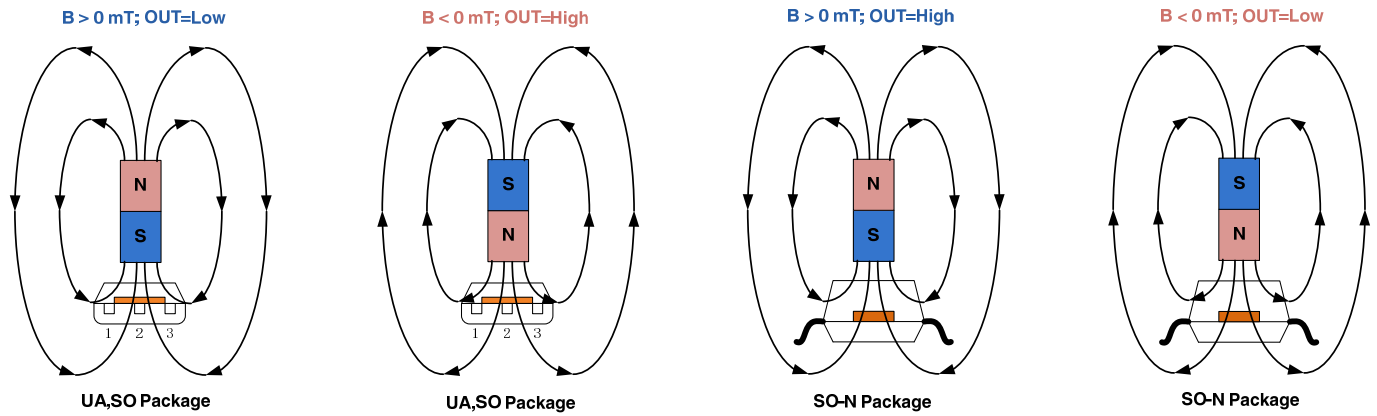 B > 0 mT; OUT=Low
B < 0 mT; OUT=High
B > 0 mT; OUT=High
B < 0 mT; OUT=Low
N
S
S
N
N
S
S
N
1 2 3
1 2 3
UA,SO Package
UA,SO Package
SO-N Package
SO-N Package